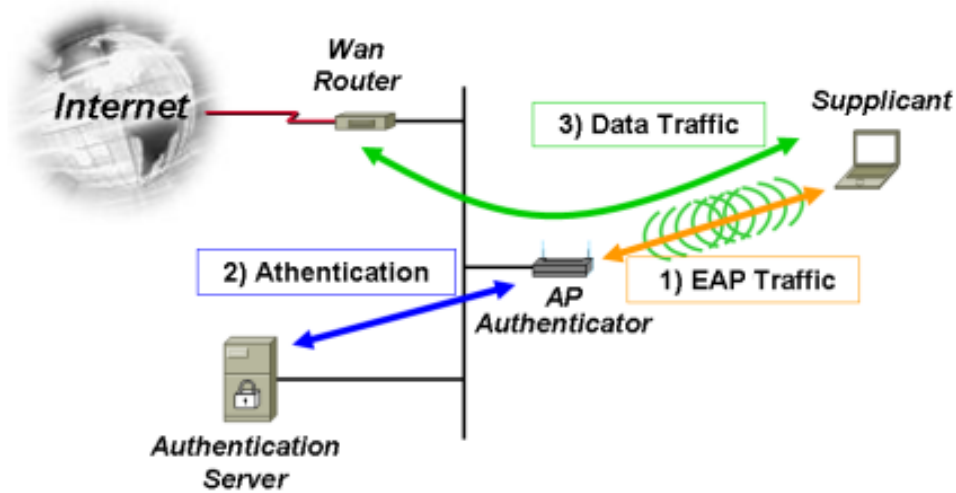 Wan
Router
Internet
3) Data Traffic
Supplicant
2) Athentication
1) EAP Traffic
AP
Authenticator
Authentication
Server